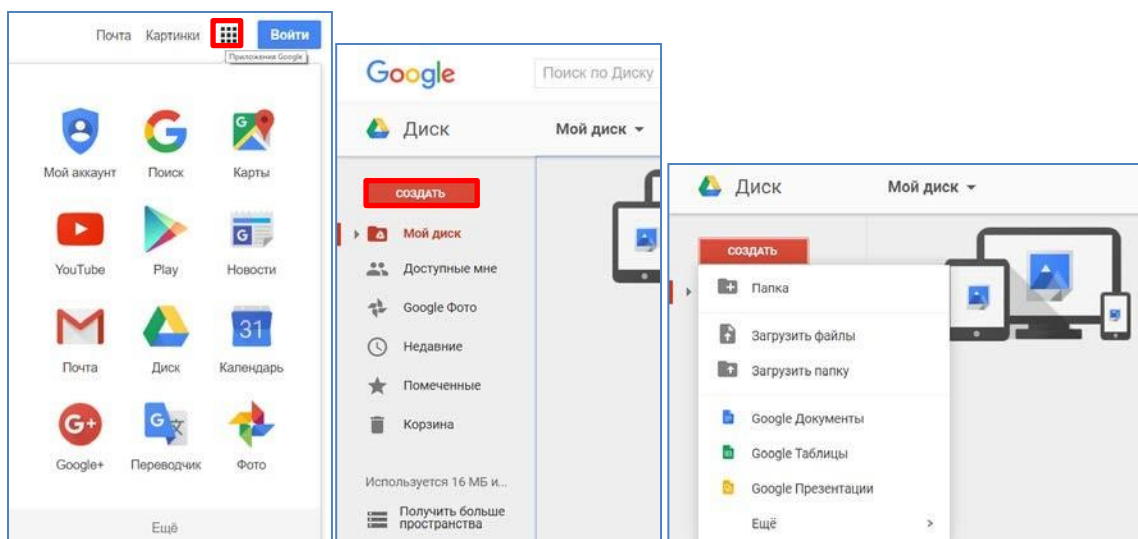 Почта Картинки Войти
Приложения Google
Мой аккаунт Поиск Карты
YouTube Play Новости
31
Почта Диск Календарь
G+
Google+ Переводчик Фото
Ещё
Google Поиск по Диску
Диск Мой диск
СОЗДАТЬ
Мой диск
Доступные мне
Google Фото
Недавние
Помеченные
Корзина
Используется 16 МБ и...
Получить больше
пространства
Диск Мой диск
СОЗДАТЬ
Папка
Загрузить файлы
Загрузить папку
Google Документы
Google Таблицы
Google Презентации
Ещё >